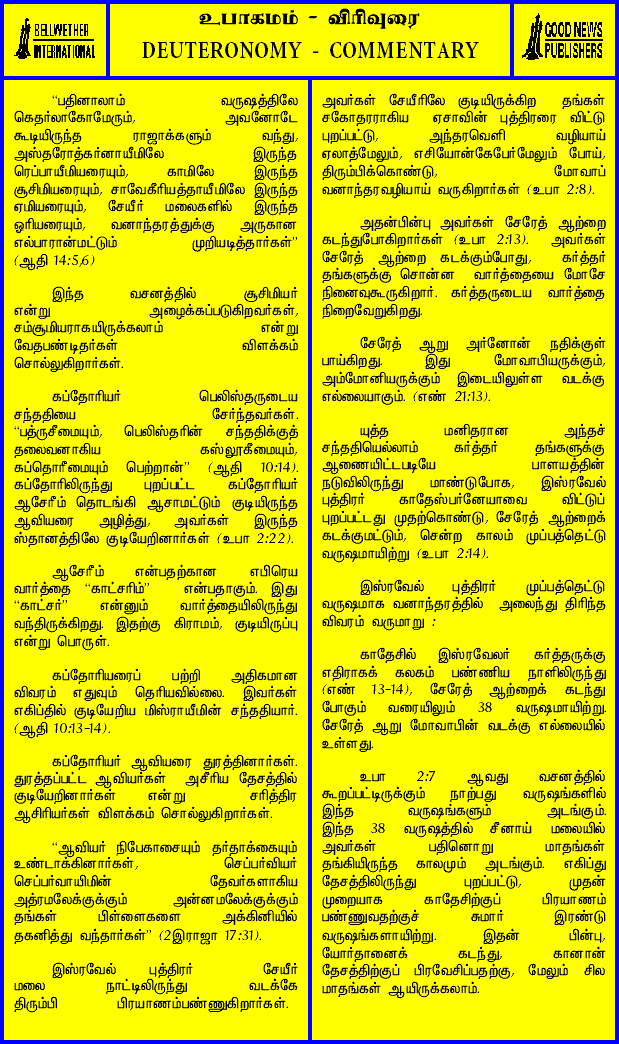 BELLWETHER
INTERNATIONAL
உபாகமம் - விரிவுரை
DEUTERONOMY - COMMENTARY
GOOD NEWS
PUBLISHERS
“பதினாலாம் வருஷத்திலே
கெதர்லாகோமேரும், அவனோடே
கூடியிருந்த ராஜாக்களும் வந்து,
அஸ்தரோத்கர்னாயீமிலே இருந்த
ரெப்பாயீமியரையும், காமிலே இருந்த
சூசிமியரையும், சாவேகீரியத்தாயீமிலே இருந்த
ஏமியரையும், சேயீர் மலைகளில் இருந்த
ஓரியரையும், வனாந்தரத்துக்கு அருகான
எல்பாரான்மட்டும் முறியடித்தார்கள்”
(ஆதி 14:5,6)
இந்த வசனத்தில் சூசிமியர்
என்று அழைக்கப்படுகிறவர்கள்,
சம்சூமியராகயிருக்கலாம் என்று
வேதபண்டிதர்கள் விளக்கம்
சொல்லுகிறார்கள்.
கப்தோரியர் பெலிஸ்தருடைய
சந்ததியை சேர்ந்தவர்கள்.
“பத்ருசீமையும், பெலிஸ்தரின் சந்ததிக்குத்
தலைவனாகிய கஸ்லூகீமையும்,
கப்தொரீமையும் பெற்றான்” (ஆதி 10:14).
கப்தோரிலிருந்து புறப்பட்ட கப்தோரியர்
ஆசேரீம் தொடங்கி ஆசாமட்டும் குடியிருந்த
ஆவியரை அழித்து, அவர்கள் இருந்த
ஸ்தானத்திலே குடியேறினார்கள் (உபா 2:22).
ஆசேரீம் என்பதற்கான எபிரெய
வார்த்தை “காட்சரிம்” என்பதாகும். இது
“காட்சர்” என்னும் வார்த்தையிலிருந்து
வந்திருக்கிறது. இதற்கு கிராமம், குடியிருப்பு
என்று பொருள்.
கப்தோரியரைப் பற்றி அதிகமான
விவரம் எதுவும் தெரியவில்லை. இவர்கள்
எகிப்தில் குடியேறிய மிஸ்ராயீமின் சந்ததியார்.
(ஆதி 10:13-14).
கப்தோரியர் ஆவியரை துரத்தினார்கள்.
துரத்தப்பட்ட ஆவியர்கள் அசீரிய தேசத்தில்
குடியேறினார்கள் என்று சரித்திர
ஆசிரியர்கள் விளக்கம் சொல்லுகிறார்கள்.
“ஆவியர் நிபேகாசையும் தர்தாக்கையும்
உண்டாக்கினார்கள், செப்பர்வியர்
செப்பர்வாயிமின் தேவர்களாகிய
அத்ரமலேக்குக்கும் அன்னமலேக்குக்கும்
தங்கள் பிள்ளைகளை அக்கினியில்
தகனித்து வந்தார்கள்” (2இராஜா 17:31).
இஸ்ரவேல் புத்திரர் சேயீர்
மலை நாட்டிலிருந்து வடக்கே
திரும்பி பிரயாணம்பண்ணுகிறார்கள்.
அவர்கள் சேயீரிலே குடியிருக்கிற தங்கள்
சகோதரராகிய ஏசாவின் புத்திரரை விட்டு
புறப்பட்டு, அந்தரவெளி வழியாய்
ஏலாத்மேலும், எசியோன்கேபேர்மேலும் போய்,
திரும்பிக்கொண்டு, மோவாப்
வனாந்தரவழியாய் வருகிறார்கள் (உபா 2:8).
அதன்பின்பு அவர்கள் சேரேத் ஆற்றை
கடந்துபோகிறார்கள் (உபா 2:13). அவர்கள்
சேரேத் ஆற்றை கடக்கும்போது, கர்த்தர்
தங்களுக்கு சொன்ன வார்த்தையை மோசே
நினைவுகூருகிறார். கர்த்தருடைய வார்த்தை
நிறைவேறுகிறது.
சேரேத் ஆறு அர்னோன் நதிக்குள்
பாய்கிறது. இது மோவாபியருக்கும்,
அம்மோனியருக்கும் இடையிலுள்ள வடக்கு
எல்லையாகும். (எண் 21:13).
யுத்த மனிதரான அந்தச்
சந்ததியெல்லாம் கர்த்தர் தங்களுக்கு
ஆணையிட்டபடியே பாளயத்தின்
நடுவிலிருந்து மாண்டுபோக, இஸ்ரவேல்
புத்திரர் காதேஸ்பர்னேயாவை விட்டுப்
புறப்பட்டது முதற்கொண்டு, சேரேத் ஆற்றைக்
கடக்குமட்டும், சென்ற காலம் முப்பத்தெட்டு
வருஷமாயிற்று (உபா 2:14).
இஸ்ரவேல் புத்திரர் முப்பத்தெட்டு
வருஷமாக வனாந்தரத்தில் அலைந்து திரிந்த
விவரம் வருமாறு :
காதேசில் இஸ்ரவேலர் கர்த்தருக்கு
எதிராகக் கலகம் பண்ணிய நாளிலிருந்து
(எண் 13-14), சேரேத் ஆற்றைக் கடந்து
போகும் வரையிலும் 38 வருஷமாயிற்று.
சேரேத் ஆறு மோவாபின் வடக்கு எல்லையில்
உள்ளது.
உபா 2:7 ஆவது வசனத்தில்
கூறப்பட்டிருக்கும் நாற்பது வருஷங்களில்
இந்த வருஷங்களும் அடங்கும்.
இந்த 38 வருஷத்தில் சீனாய் மலையில்
அவர்கள் பதினொறு மாதங்கள்
தங்கியிருந்த காலமும் அடங்கும். எகிப்து
தேசத்திலிருந்து புறப்பட்டு, முதன்
முறையாக காதேசிற்குப் பிரயாணம்
பண்ணுவதற்குச் சுமார் இரண்டு
வருஷங்களாயிற்று. இதன் பின்பு,
யோர்தானைக் கடந்து, கானான்
தேசத்திற்குப் பிரவேசிப்பதற்கு, மேலும் சில
மாதங்கள் ஆயிருக்கலாம்.